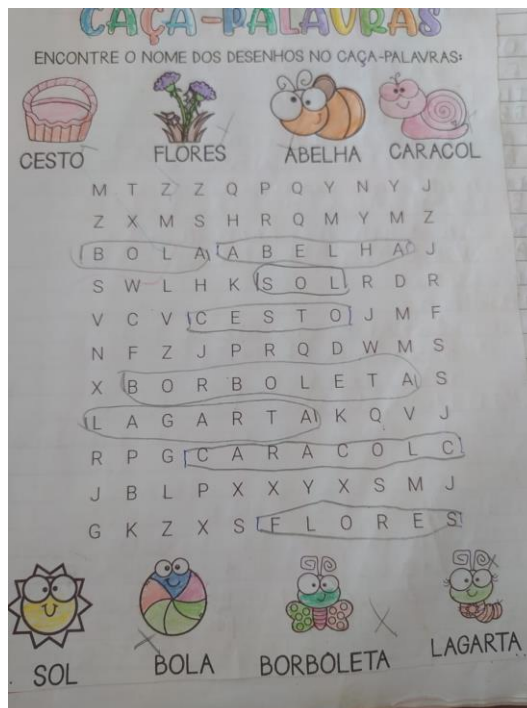 CAÇA-PALAVRAS
ENCONTRE O NOME DOS DESENHOS NO CAÇA-PALAVRAS:
CESTO FLORES ABELHA CARACOL
M T Z Z Q P Q Y N Y J
Z X M S H R Q M Y M Z
B O L A A B E L H A J
S W L H K S O L R D R
V C V C E S T O J M F
N F Z J P R Q D W M S
X B O R B O L E T A S
L A G A R T A K Q V J
R P G C A R A C O L C
J B L P X X Y X S M J
G K Z X S F L O R E S
SOL BOLA BORBOLETA LAGARTA